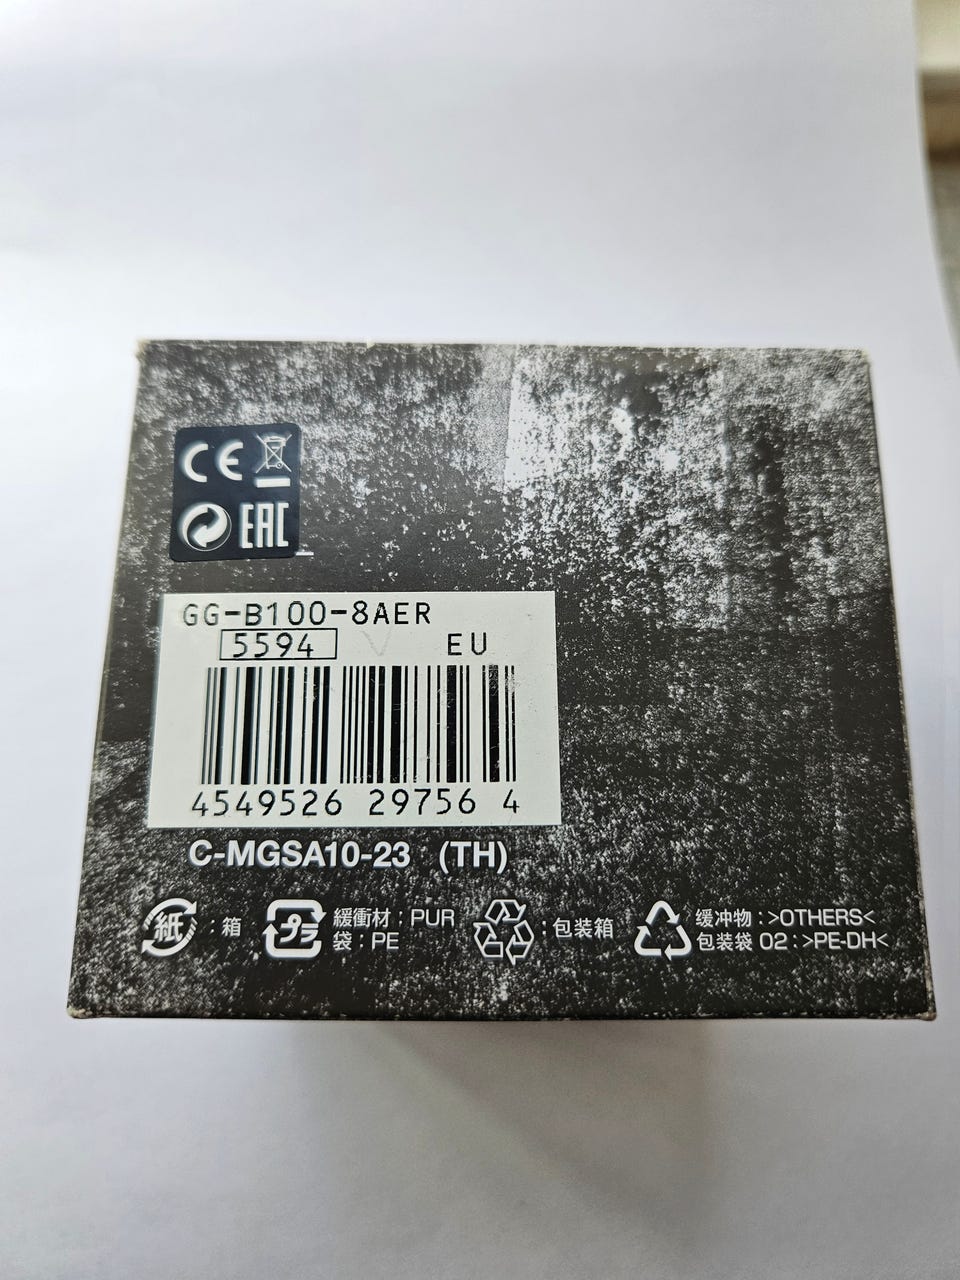 CE
EAC
GG-B100-8AER
5594
EU
4549526 29756 4
C-MGSA10-23 (TH)
紙 : 箱
プラ 緩衝材 : PUR
袋 : PE
: 包装箱
缓冲物 : >OTHERS<
包装袋 02 : >PE-DH<